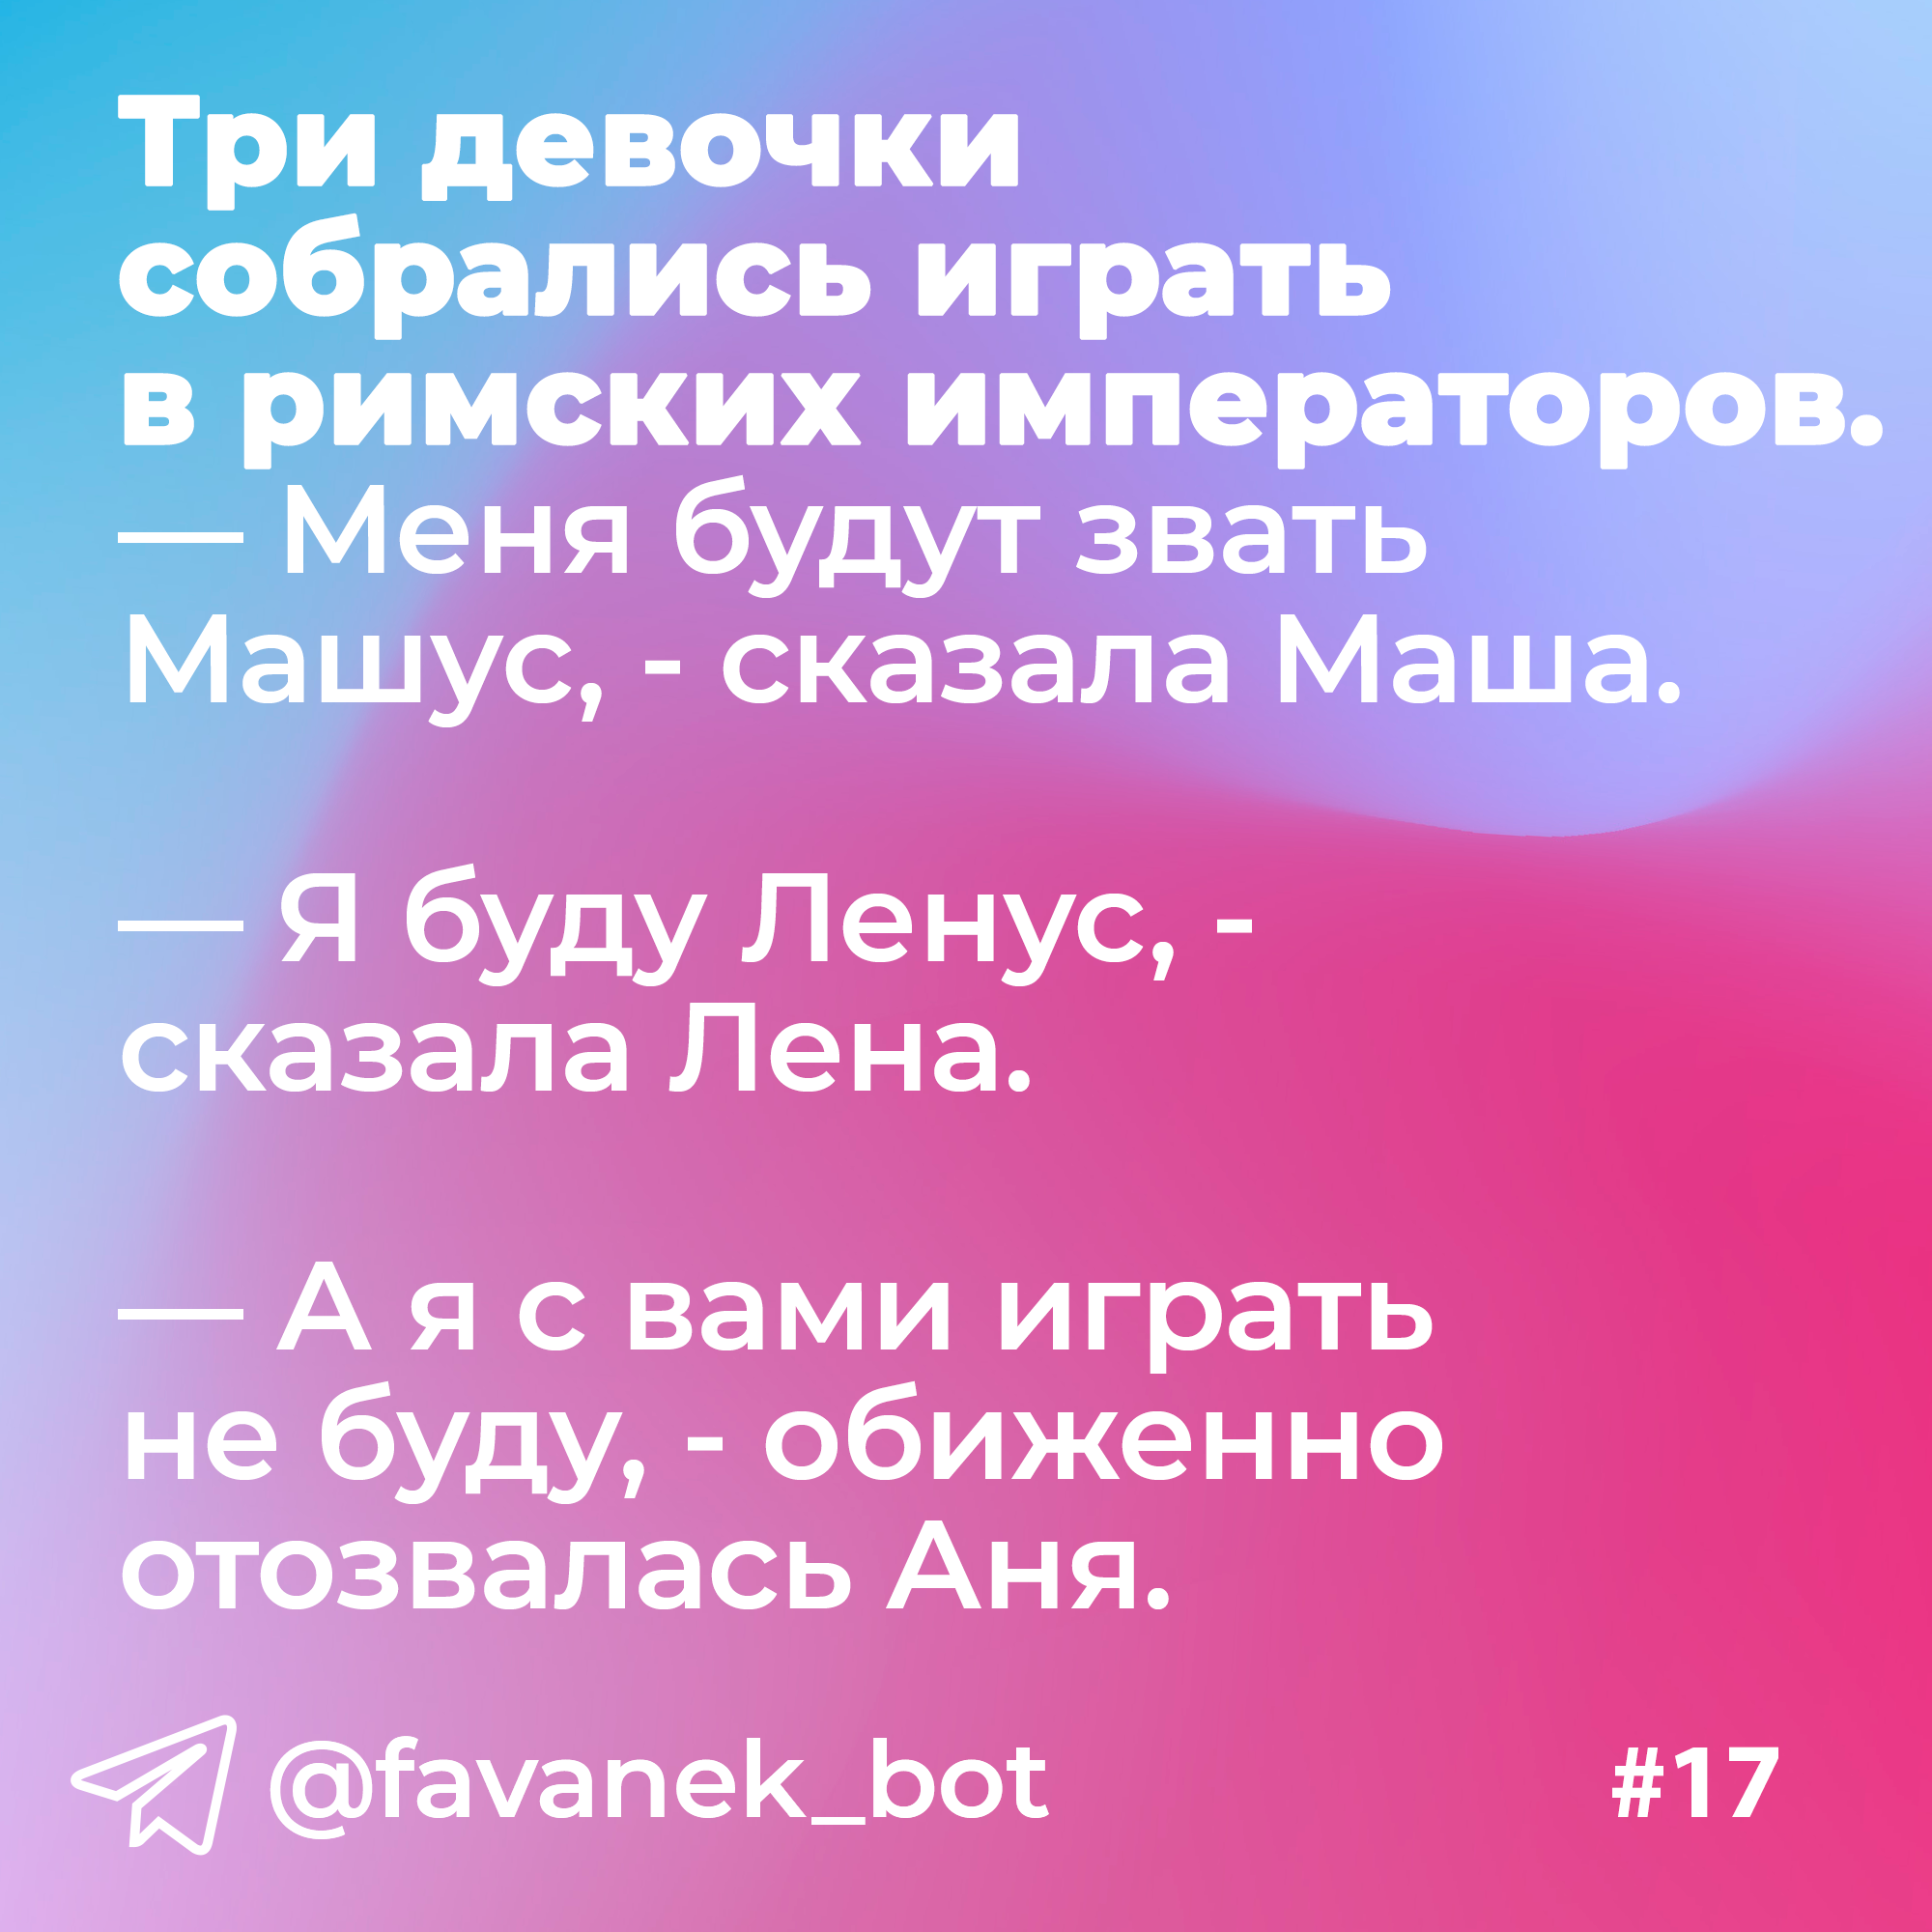 Три девочки
собрались играть
в римских императоров.
— Меня будут звать
Машус, - сказала Маша.
— Я буду Ленус, -
сказала Лена.
— А я с вами играть
не буду, - обиженно
отозвалась Аня.
@favanek_bot
#17